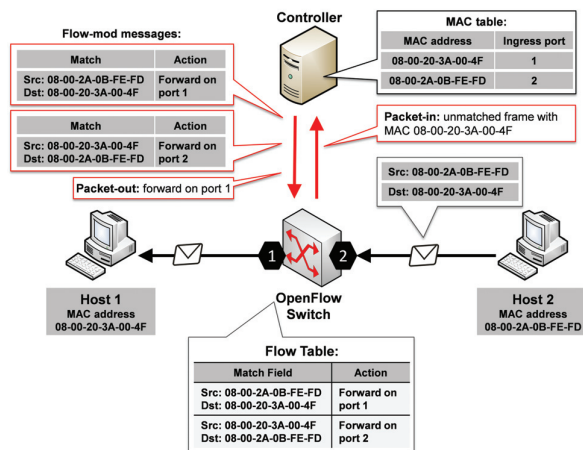 Controller
Flow-mod messages:
Match Action
Src: 08-00-2A-0B-FE-FD Forward on
Dst: 08-00-20-3A-00-4F port 1
Match Action
Src: 08-00-20-3A-00-4F Forward on
Dst: 08-00-2A-0B-FE-FD port 2
Packet-out: forward on port 1
MAC table:
MAC address Ingress port
08-00-20-3A-00-4F 1
08-00-2A-0B-FE-FD 2
Packet-in: unmatched frame with
MAC 08-00-20-3A-00-4F
Src: 08-00-2A-0B-FE-FD
Dst: 08-00-20-3A-00-4F
1
2
Host 1
MAC address
08-00-20-3A-00-4F
OpenFlow
Switch
Host 2
MAC address
08-00-2A-0B-FE-FD
Flow Table:
Match Field Action
Src: 08-00-2A-0B-FE-FD Forward on
Dst: 08-00-20-3A-00-4F port 1
Src: 08-00-20-3A-00-4F Forward on
Dst: 08-00-2A-0B-FE-FD port 2